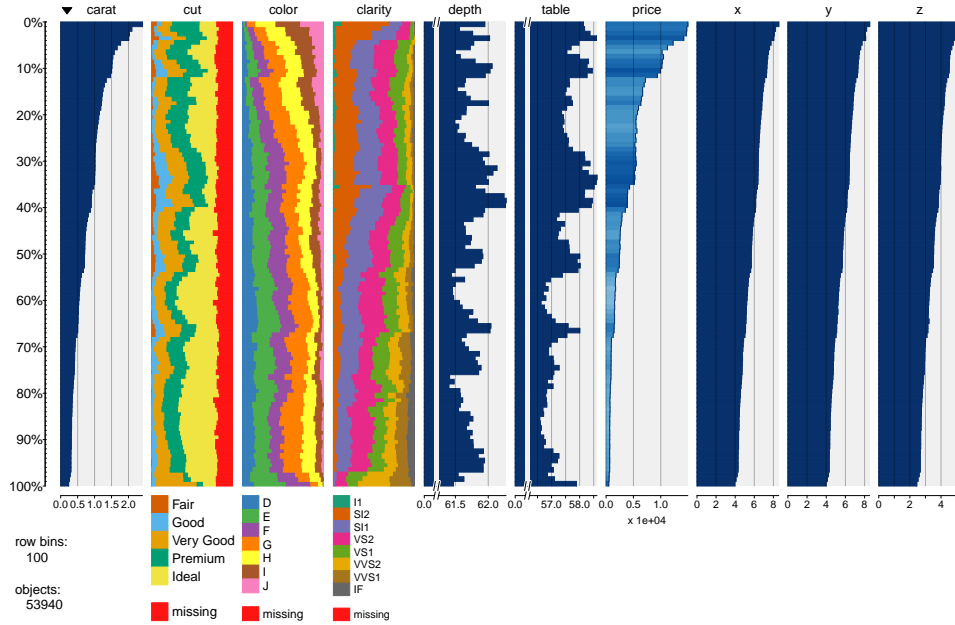 carat cut color clarity depth table price x y z
0%
10%
20%
30%
40%
50%
60%
70%
80%
90%
100%
0.0 0.5 1.0 1.5 2.0 61.5 62.0 57.0 58.0 0.0 0.5 1.0 0 2 4 6 8 0 2 4 6 8 0 2 4
x 1e+04
Fair
Good
Very Good
Premium
Ideal
missing
D
E
F
G
H
I
J
missing
I1
SI2
SI1
VS2
VS1
VVS2
VVS1
IF
missing
row bins:
100
objects:
53940